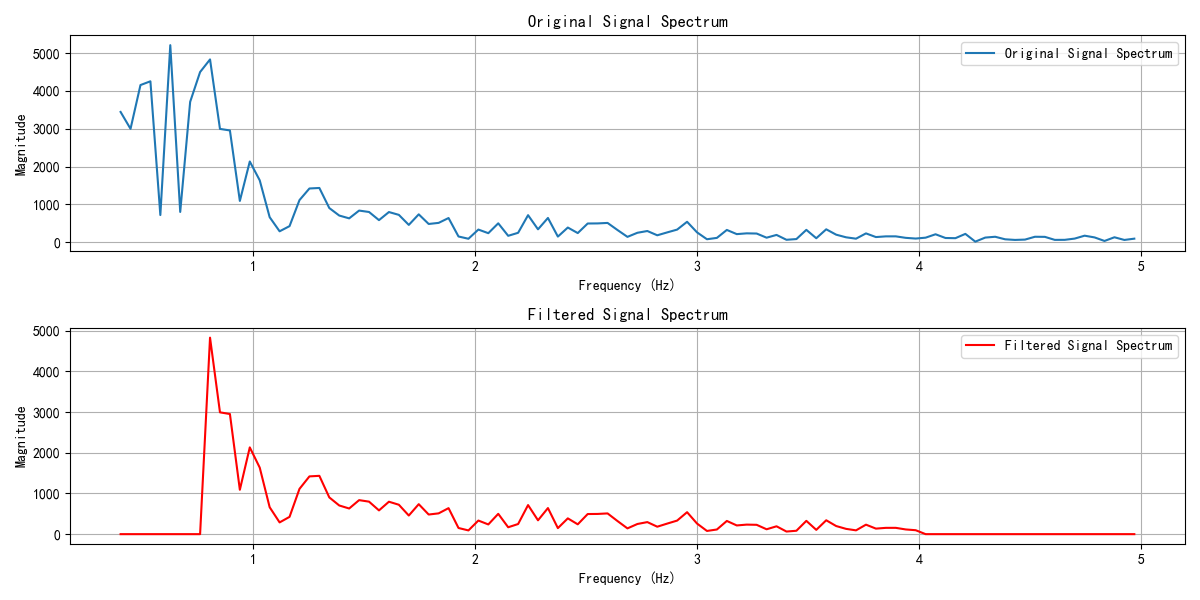 Original Signal Spectrum
Original Signal Spectrum
Magnitude
5000
4000
3000
2000
1000
0
1
2
3
4
5
Frequency (Hz)
Filtered Signal Spectrum
Filtered Signal Spectrum
Magnitude
5000
4000
3000
2000
1000
0
1
2
3
4
5
Frequency (Hz)